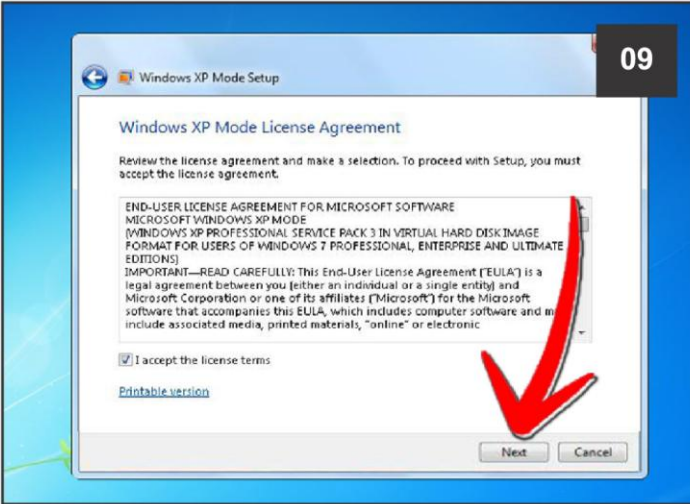 09
Windows XP Mode Setup
Windows XP Mode License Agreement
Review the license agreement and make a selection. To proceed with Setup, you must
accept the license agreement.
END-USER LICENSE AGREEMENT FOR MICROSOFT SOFTWARE
MICROSOFT WINDOWS XP MODE
(WINDOWS XP PROFESSIONAL SERVICE PACK 3 IN VIRTUAL HARD DISK IMAGE
FORMAT FOR USERS OF WINDOWS 7 PROFESSIONAL, ENTERPRISE AND ULTIMATE
EDITIONS)
IMPORTANT—READ CAREFULLY: This End-User License Agreement ("EULA") is a
legal agreement between you (either an individual or a single entity) and
Microsoft Corporation or one of its affiliates ("Microsoft") for the Microsoft
software that accompanies this EULA, which includes computer software and
include associated media, printed materials, "online" or electronic
I accept the license terms
Printable version
Next
Cancel